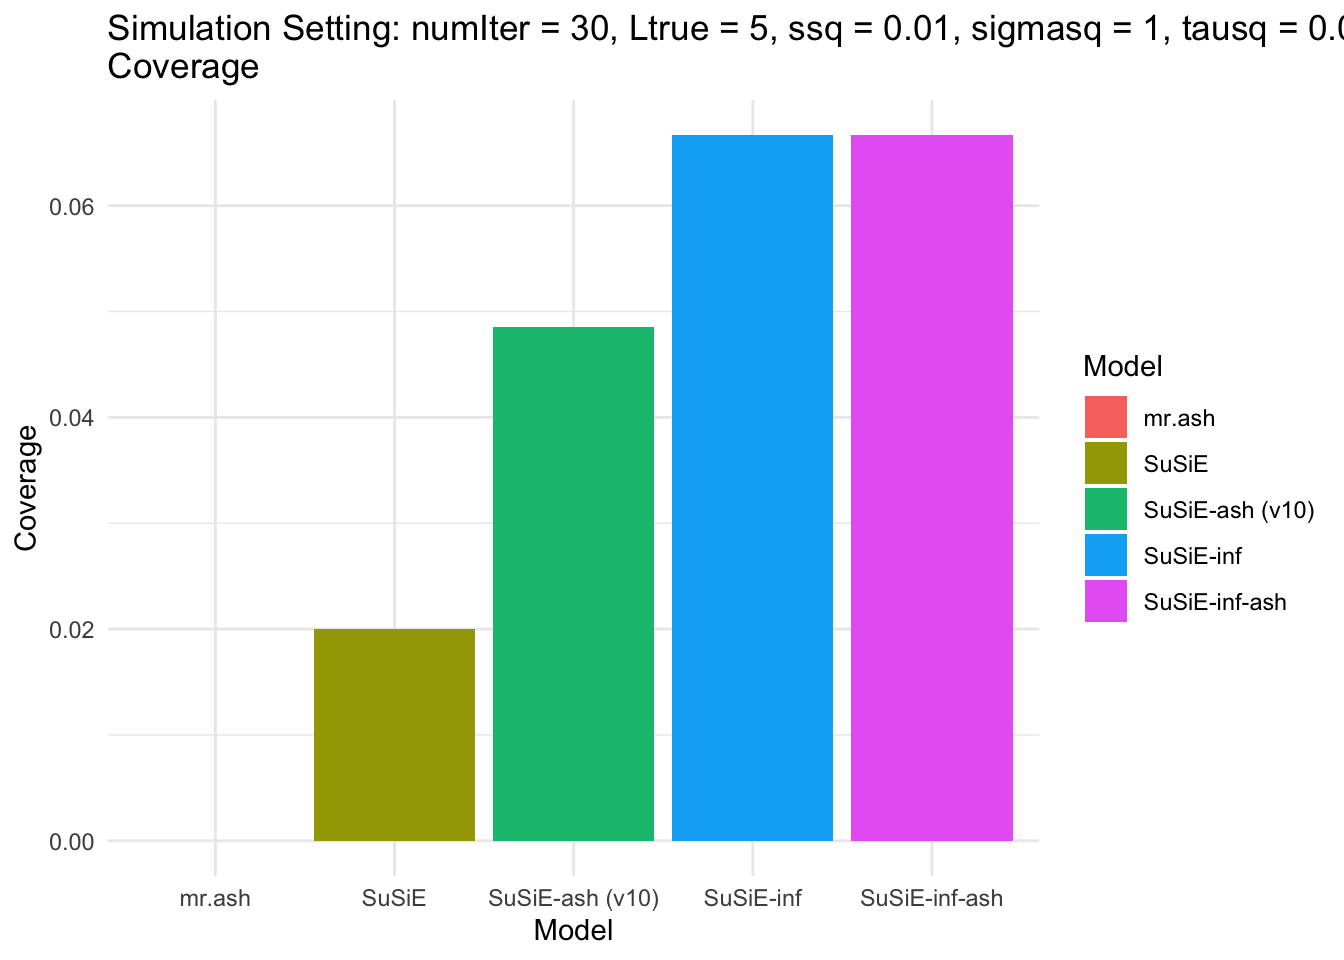 Simulation Setting: numIter = 30, Ltrue = 5, ssq = 0.01, sigmasq = 1, tausq = 0.0
Coverage
0.06
0.04
0.02
0.00
Coverage
mr.ash
SuSiE
SuSiE-ash (v10)
SuSiE-inf
SuSiE-inf-ash
Model
Model
mr.ash
SuSiE
SuSiE-ash (v10)
SuSiE-inf
SuSiE-inf-ash